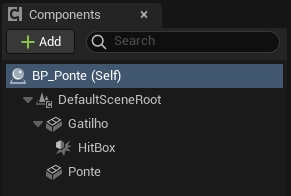 Components
+ Add
Search
BP_Ponte (Self)
DefaultSceneRoot
Gatilho
HitBox
Ponte